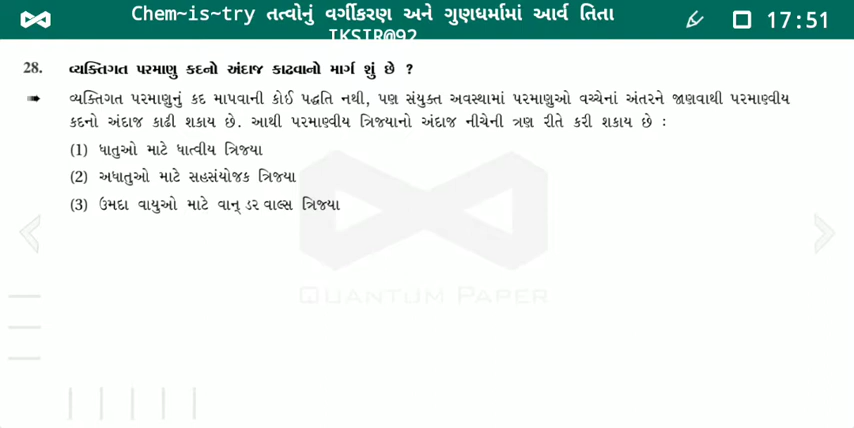 Chem~is~try તત્વોનું વર્ગીકરણ અને ગુણધર્મોમાં આર્વ તિતા
IKSIR@92
17:51
28. વ્યક્તિગત પરમાણુ કદનો અંદાજ કાઢવાનો માર્ગ શું છે ?
➠ વ્યક્તિગત પરમાણુનું કદ માપવાની કોઈ પદ્ધતિ નથી, પણ સંયુક્ત અવસ્થામાં પરમાણુઓ વચ્ચેનાં અંતરને જાણવાથી પરમાણ્વીય
કદનો અંદાજ કાઢી શકાય છે. આથી પરમાણ્વીય ત્રિજ્યાનો અંદાજ નીચેની ત્રણ રીતે કરી શકાય છે :
(1) ધાતુઓ માટે ધાત્વીય ત્રિજ્યા
(2) અધાતુઓ માટે સહસંયોજક ત્રિજ્યા
(3) ઉમદા વાયુઓ માટે વાન્ ડર વાલ્સ ત્રિજ્યા
QUANTUM PAPER